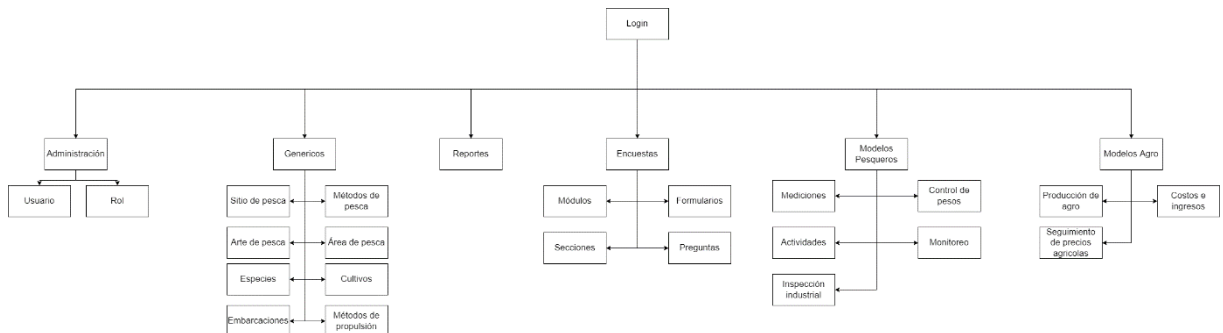 Login
Administración
Genericos
Reportes
Encuestas
Modelos
Pesqueros
Modelos Agro
Usuario
Rol
Sitio de pesca
Métodos de
pesca
Arte de pesca
Área de pesca
Especies
Cultivos
Embarcaciones
Métodos de
propulsión
Módulos
Formularios
Secciones
Preguntas
Mediciones
Control de
pesos
Actividades
Monitoreo
Inspección
industrial
Producción de
agro
Costos e
ingresos
Seguimiento
de precios
agricolas